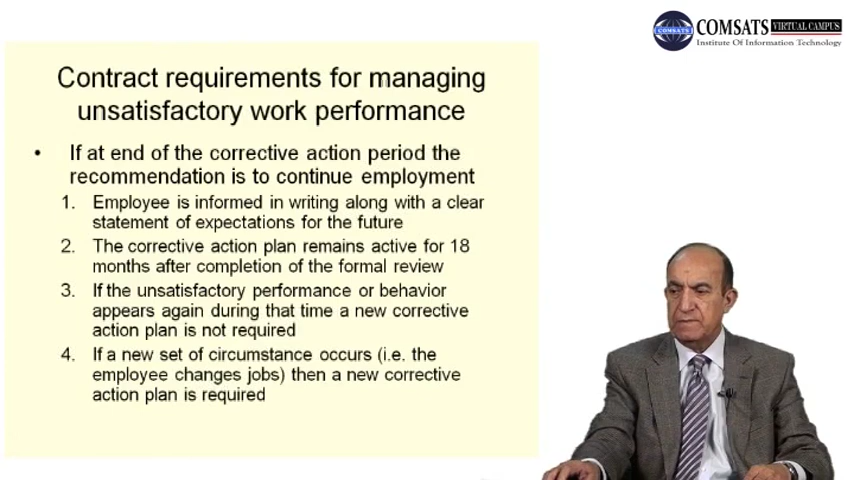 COMSATS VIRTUAL CAMPUS
Institute Of Information Technology
COMSATS
Contract requirements for managing
unsatisfactory work performance
• If at end of the corrective action period the
recommendation is to continue employment
1. Employee is informed in writing along with a clear
statement of expectations for the future
2. The corrective action plan remains active for 18
months after completion of the formal review
3. If the unsatisfactory performance or behavior
appears again during that time a new corrective
action plan is not required
4. If a new set of circumstance occurs (i.e. the
employee changes jobs) then a new corrective
action plan is required